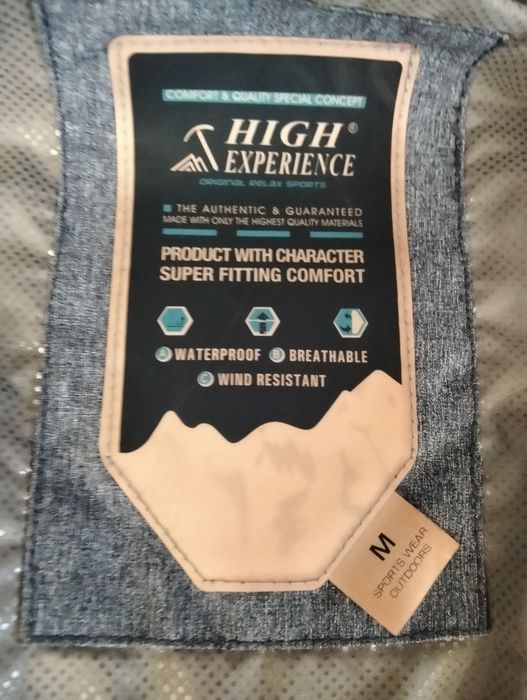 COMFORT & QUALITY SPECIAL CONCEPT
HIGH®
EXPERIENCE
ORIGINAL RELAX SPORTS
THE AUTHENTIC & GUARANTEED
MADE WITH ONLY THE HIGHEST QUALITY MATERIALS
PRODUCT WITH CHARACTER
SUPER FITTING COMFORT
A WATERPROOF B BREATHABLE
C WIND RESISTANT
M
SPORTS WEAR
OUTDOORS